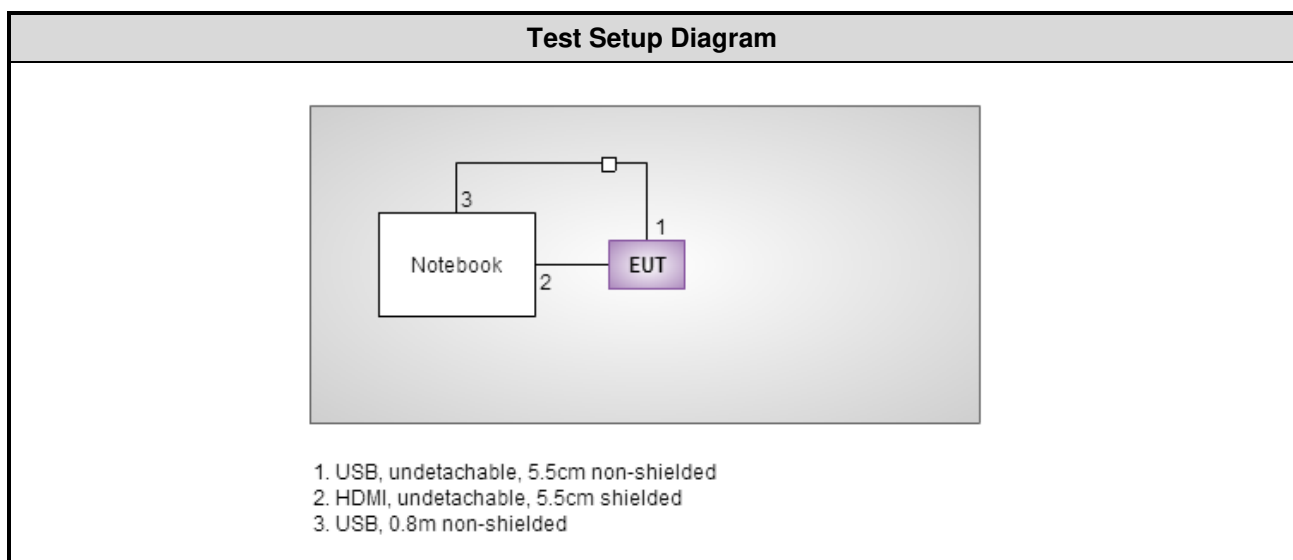 Test Setup Diagram
3
1
Notebook
EUT
2
1. USB, undetachable, 5.5cm non-shielded
2. HDMI, undetachable, 5.5cm shielded
3. USB, 0.8m non-shielded